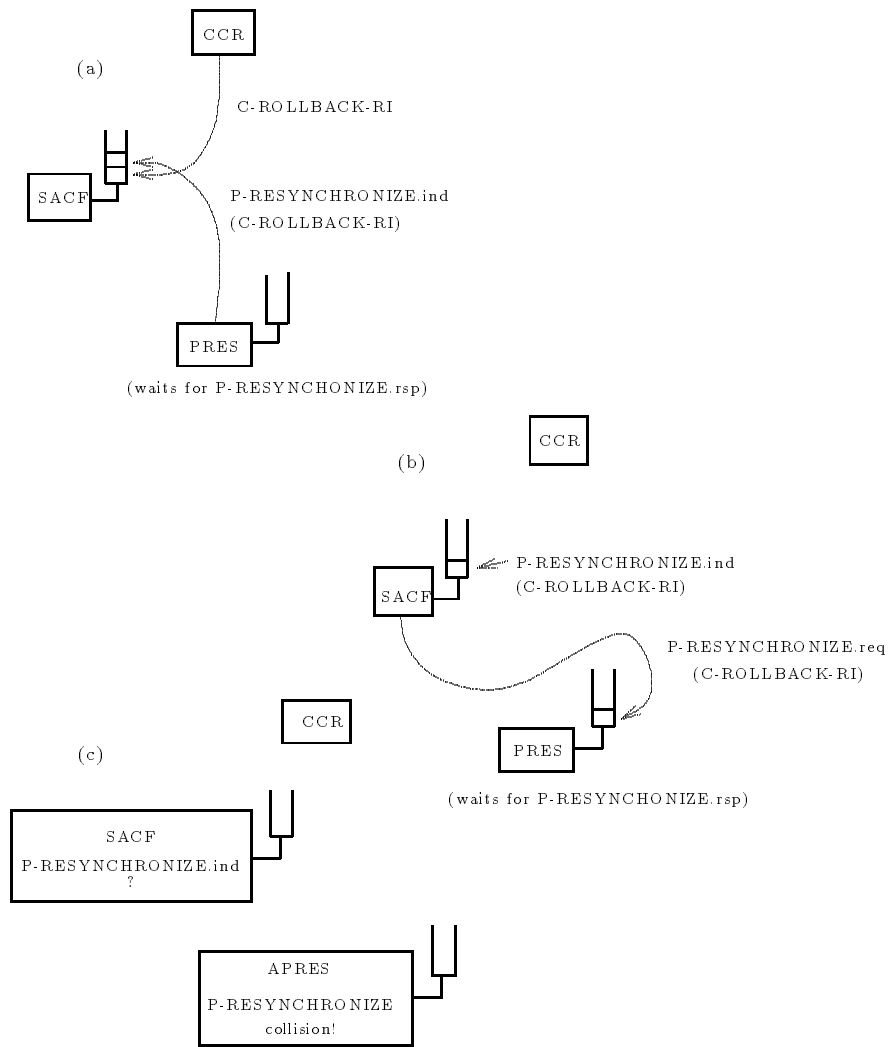 CCR
(a)
C-ROLLBACK-RI
SACF
P-RESYNCHRONIZE.ind
(C-ROLLBACK-RI)
PRES
(waits for P-RESYNCHONIZE.rsp)
CCR
(b)
P-RESYNCHRONIZE.ind
(C-ROLLBACK-RI)
SACF
P-RESYNCHRONIZE.req
(C-ROLLBACK-RI)
PRES
(waits for P-RESYNCHONIZE.rsp)
CCR
(c)
SACF
P-RESYNCHRONIZE.ind
?
APRES
P-RESYNCHRONIZE
collision!